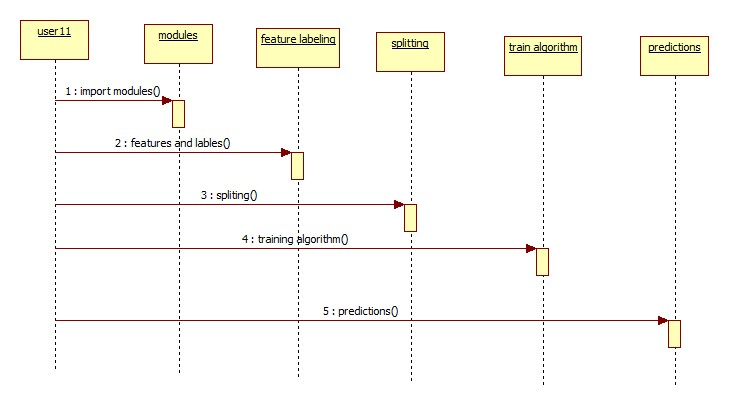 user11
modules
feature labeling
splitting
train algorithm
predictions
1 : import modules()
2 : features and lables()
3 : spliting()
4 : training algorithm()
5 : predictions()